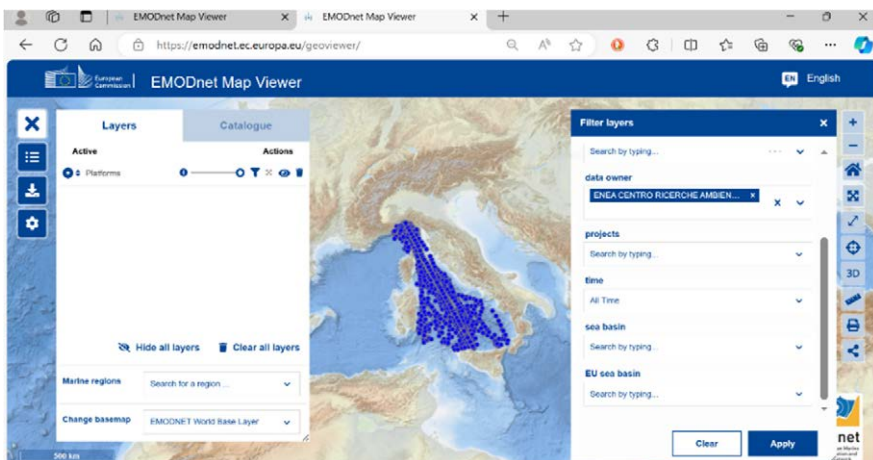 EMODnet Map Viewer
EMODnet Map Viewer
https://emodnet.ec.europa.eu/geoviewer/
European
Commission
EMODnet Map Viewer
EN English
Layers
Catalogue
Active
Actions
Platforms
Hide all layers
Clear all layers
Marine regions
Search for a region ...
Change basemap
EMODNET World Base Layer
500 km
Filter layers
Search by typing...
data owner
ENEA CENTRO RICERCHE AMBIEN...
projects
Search by typing...
time
All Time
sea basin
Search by typing...
EU sea basin
Search by typing...
Clear
Apply
3D
net